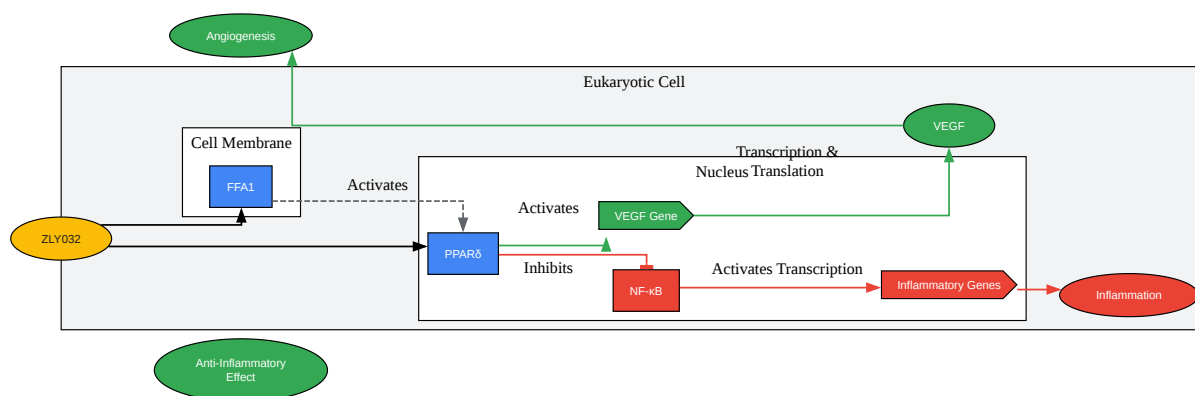 Angiogenesis
Eukaryotic Cell
VEGF
Cell Membrane
Transcription &
Translation
Nucleus
FFA1
Activates
Activates
VEGF Gene
ZLY032
PPARδ
Inhibits
Activates Transcription
NF-κB
Inflammatory Genes
Inflammation
Anti-Inflammatory
Effect